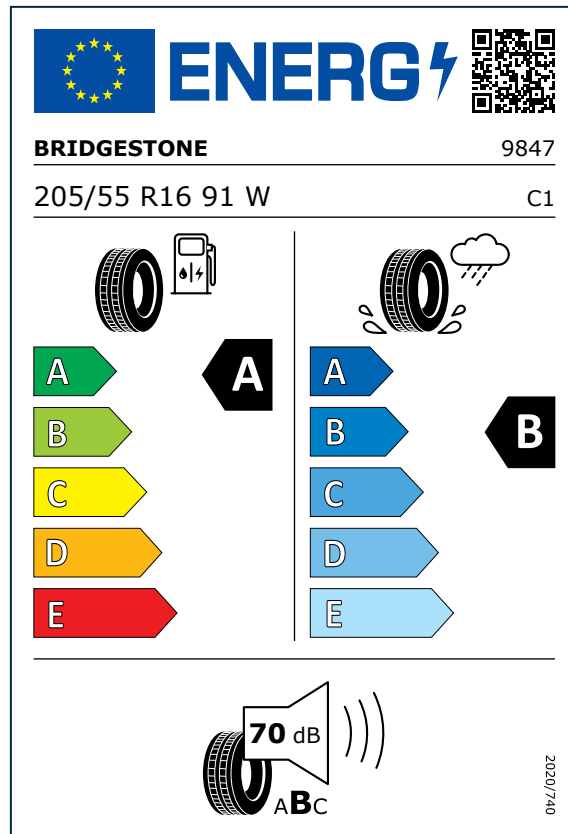 ENERG
BRIDGESTONE 9847
205/55 R16 91 W C1
A A A
B B B
C C
D D
E E
70 dB
ABC
2020/740